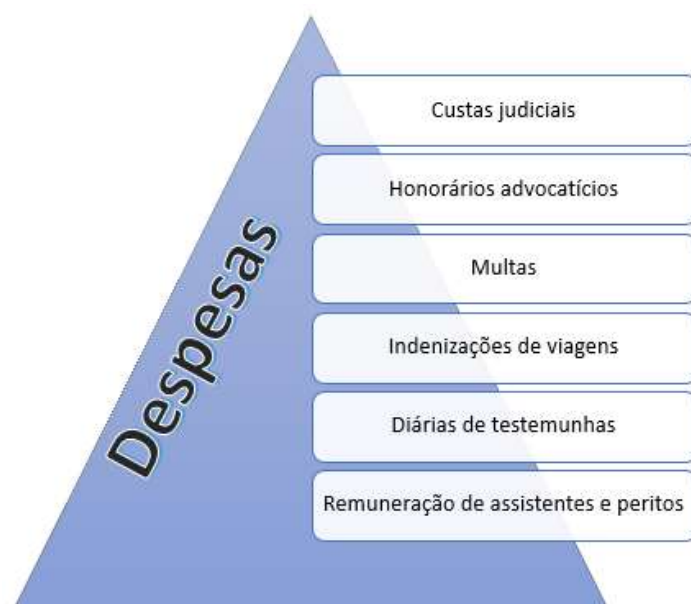 Despesas
Custas judiciais
Honorários advocatícios
Multas
Indenizações de viagens
Diárias de testemunhas
Remuneração de assistentes e peritos